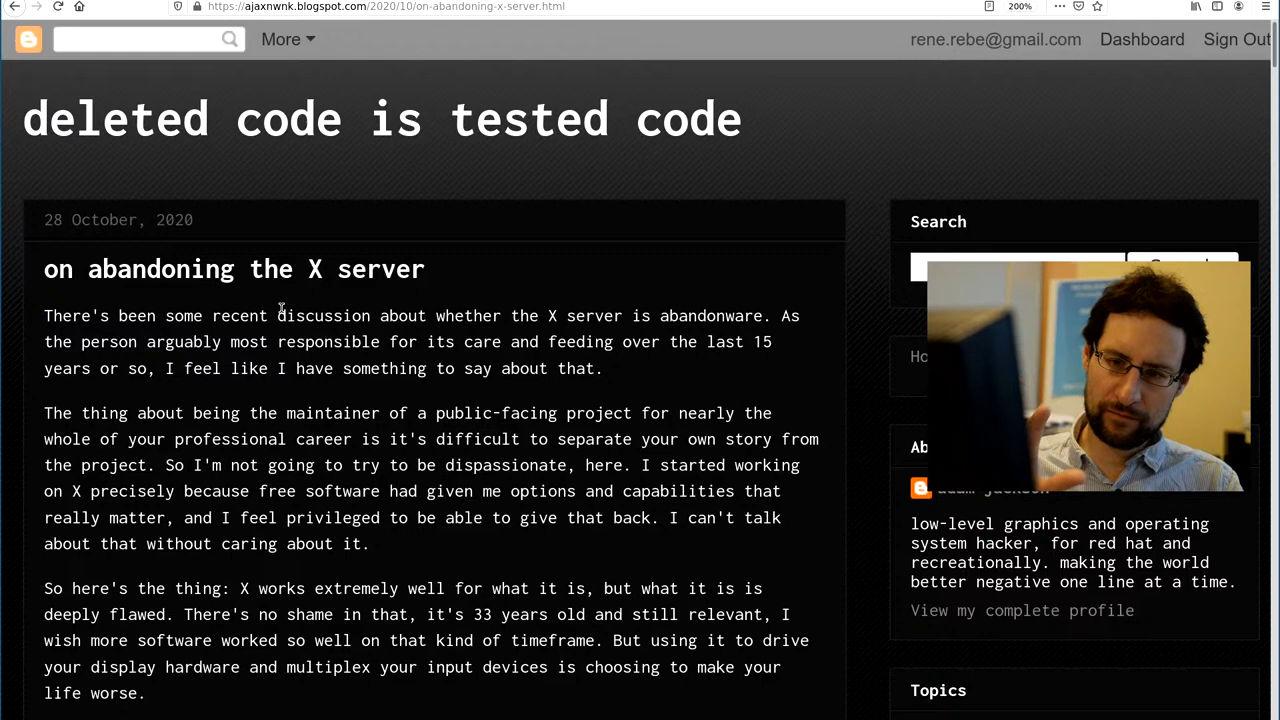 https://ajaxnwnk.blogspot.com/2020/10/on-abandoning-x-server.html
200%
More
rene.rebe@gmail.com
Dashboard
Sign Out
deleted code is tested code
28 October, 2020
on abandoning the X server
There's been some recent discussion about whether the X server is abandonware. As
the person arguably most responsible for its care and feeding over the last 15
years or so, I feel like I have something to say about that.
The thing about being the maintainer of a public-facing project for nearly the
whole of your professional career is it's difficult to separate your own story from
the project. So I'm not going to try to be dispassionate, here. I started working
on X precisely because free software had given me options and capabilities that
really matter, and I feel privileged to be able to give that back. I can't talk
about that without caring about it.
So here's the thing: X works extremely well for what it is, but what it is is
deeply flawed. There's no shame in that, it's 33 years old and still relevant, I
wish more software worked so well on that kind of timeframe. But using it to drive
your display hardware and multiplex your input devices is choosing to make your
life worse.
Search
low-level graphics and operating
system hacker, for red hat and
recreationally. making the world
better negative one line at a time.
View my complete profile
Topics